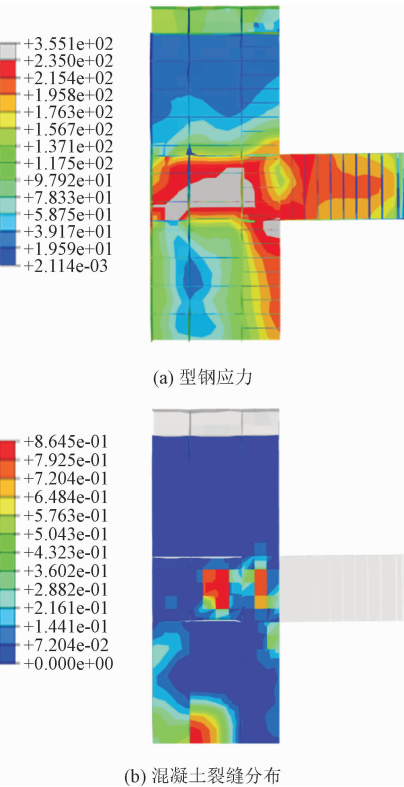 +3.551e+02
+2.350e+02
+2.154e+02
+1.958e+02
+1.763e+02
+1.567e+02
+1.371e+02
+1.175e+02
+9.792e+01
+7.833e+01
+5.875e+01
+3.917e+01
+1.959e+01
+2.114e-03
(a) 型钢应力
+8.645e-01
+7.925e-01
+7.204e-01
+6.484e-01
+5.763e-01
+5.043e-01
+4.323e-01
+3.602e-01
+2.882e-01
+2.161e-01
+1.441e-01
+7.204e-02
+0.000e+00
(b) 混凝土裂缝分布